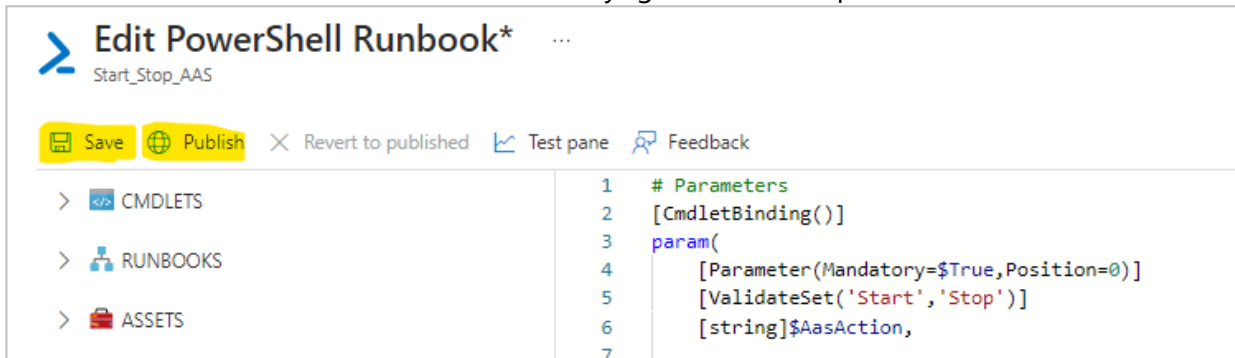 Edit PowerShell Runbook* ...
Start_Stop_AAS
Save Publish Revert to published Test pane Feedback
CMDLETS
RUNBOOKS
ASSETS
1 # Parameters
2 [CmdletBinding()]
3 param(
4 [Parameter(Mandatory=$True,Position=0)]
5 [ValidateSet('Start','Stop')]
6 [string]$AasAction,
7